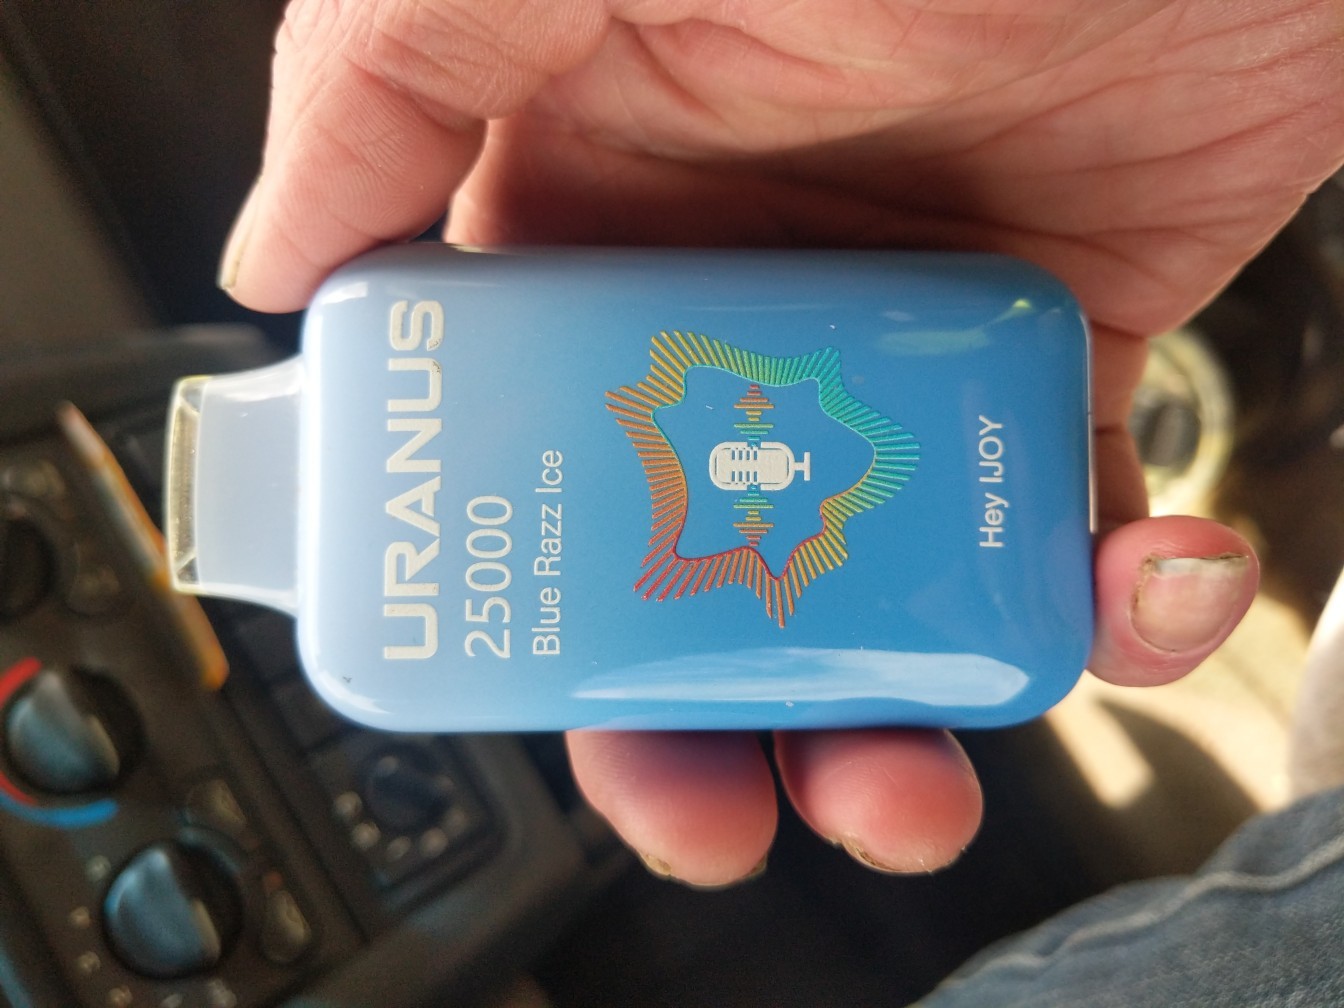 URANUS
25000
Blue Razz Ice
Hey IJOY